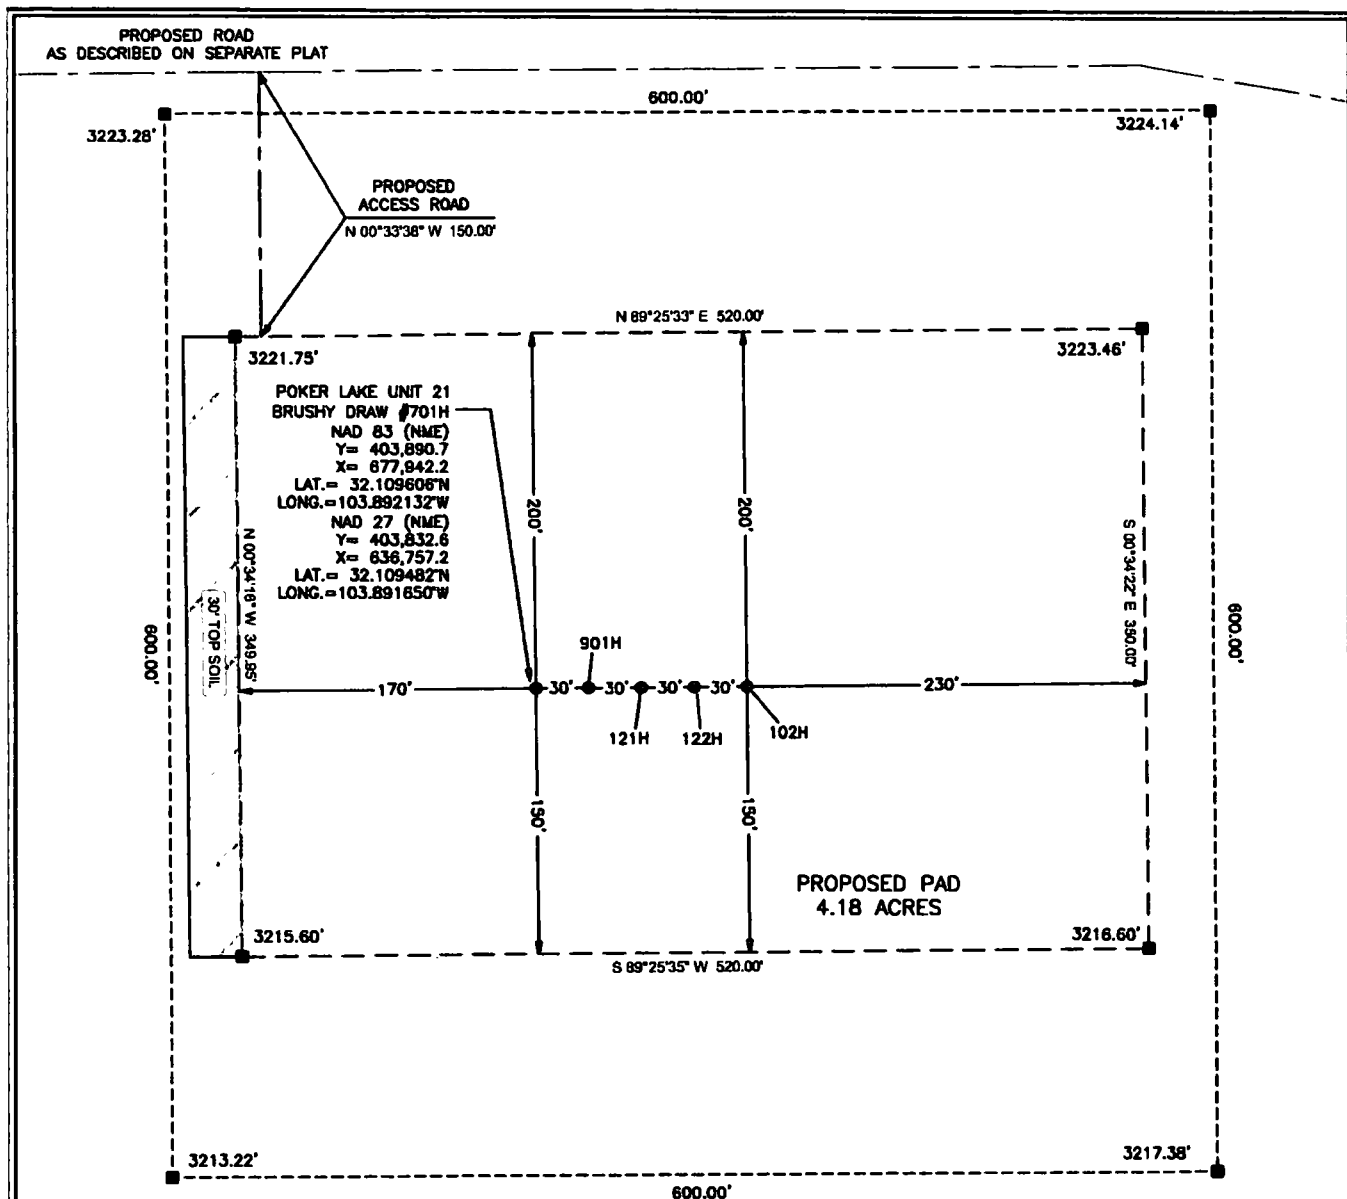 PROPOSED ROAD
AS DESCRIBED ON SEPARATE PLAT
600.00'
3223.28'
3224.14'
PROPOSED
ACCESS ROAD
N 00°33'38" W 150.00'
N 89°25'33" E 520.00'
3221.75'
3223.46'
POKER LAKE UNIT 21
BRUSHY DRAW #701H
NAD 83 (NME)
Y= 403,890.7
X= 677,942.2
LAT.= 32.109606°N
LONG.=103.892132°W
NAD 27 (NME)
Y= 403,832.6
X= 636,757.2
LAT.= 32.109482°N
LONG.=103.891650°W
200'
200'
N 00°34'16" W 349.95'
S 00°34'22" E 350.00'
30' TOP SOIL
600.00'
600.00'
901H
170'
30'
30'
30'
30'
230'
121H
122H
102H
150'
150'
PROPOSED PAD
4.18 ACRES
3215.60'
3216.60'
S 89°25'35" W 520.00'
3213.22'
3217.38'
600.00'